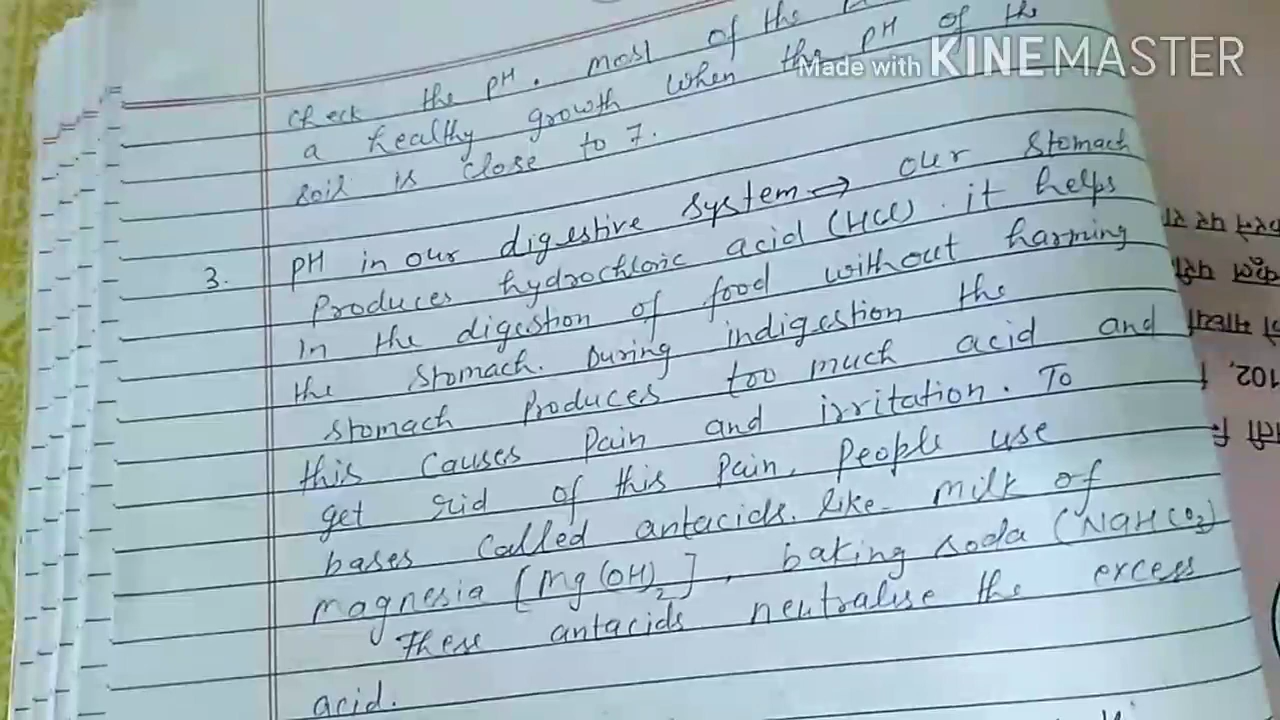 check the pH. most of the
a healthy growth when the pH of the
soil is close to 7.
3. pH in our digestive system → our stomach
produces hydrochloric acid (HCl). it helps
in the digestion of food without harming
the stomach. During indigestion the
stomach produces too much acid and
this causes pain and irritation. To
get rid of this pain, people use
bases called antacids. like- milk of
magnesia [Mg(OH)2], baking soda (NaHCO3)
These antacids neutralise the excess
acid.
Made with KINEMASTER
102,